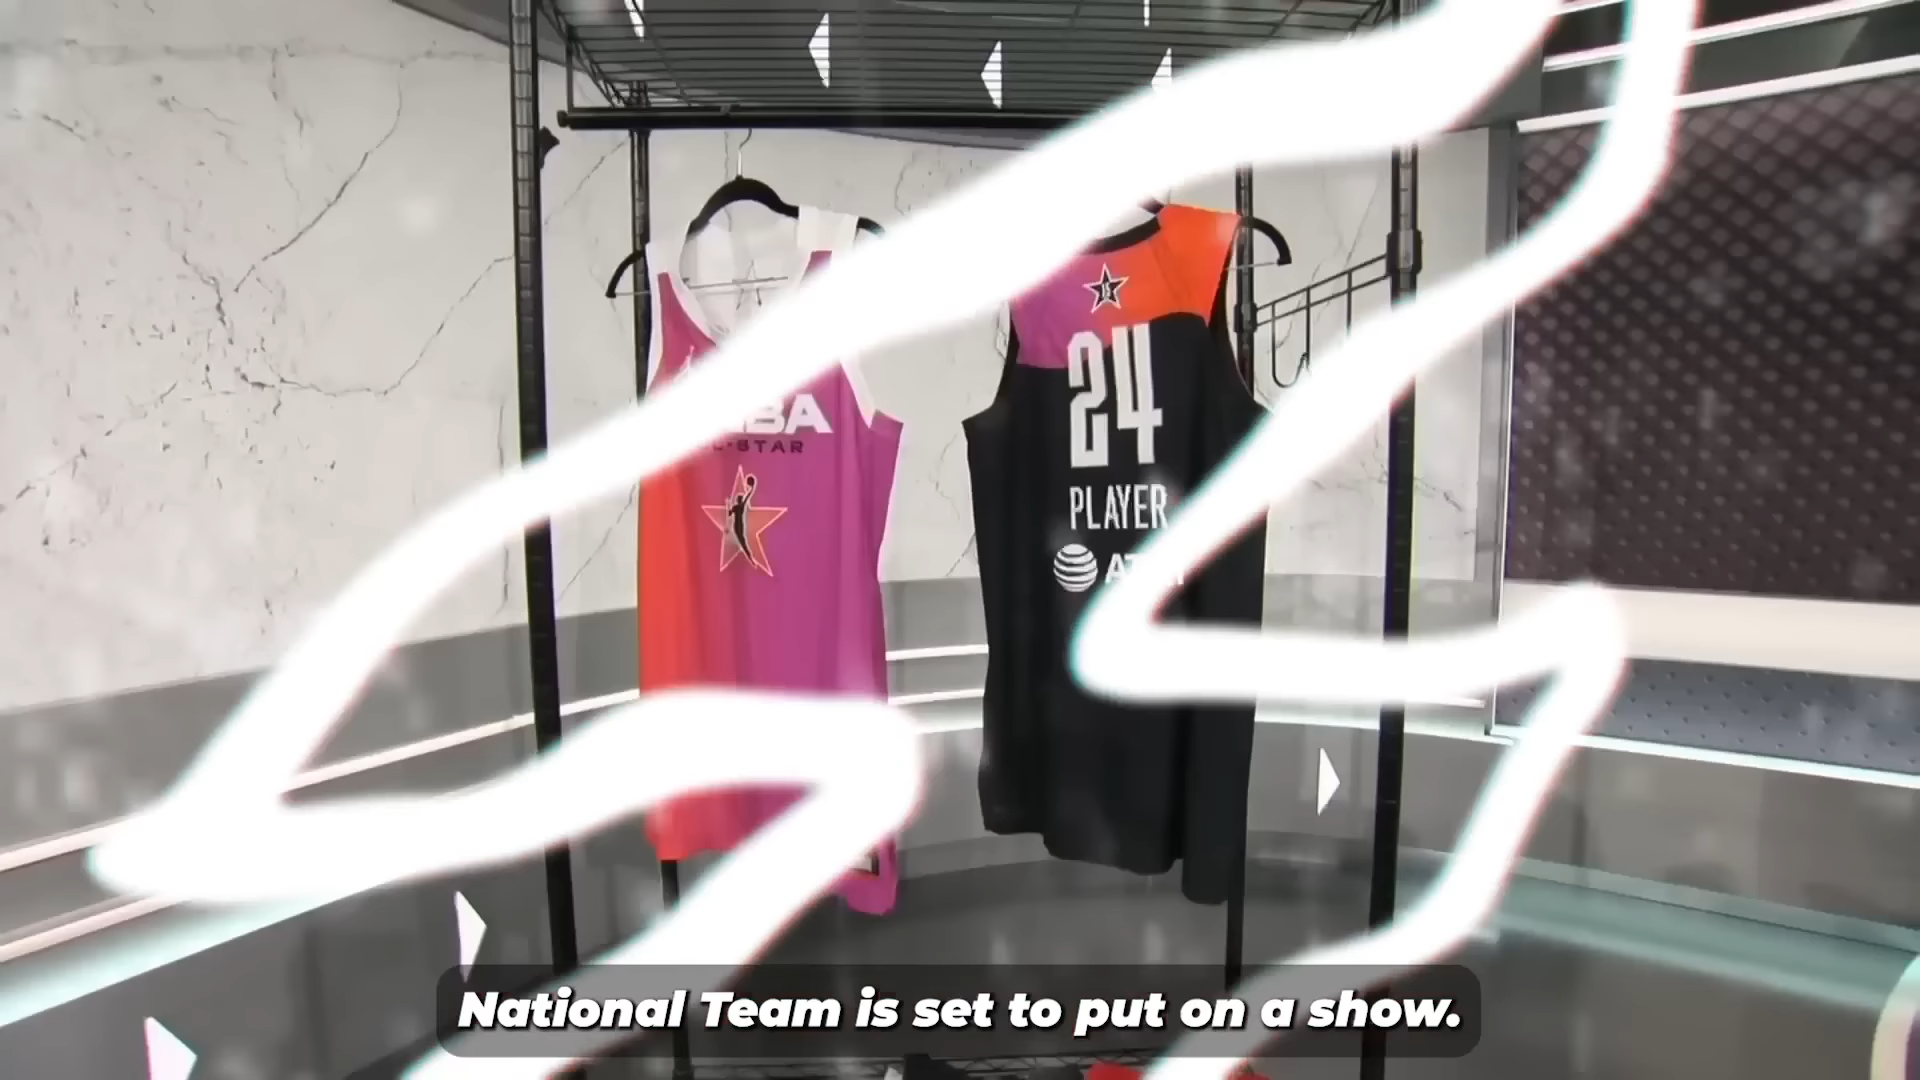 BA
-STAR
24
PLAYER
National Team is set to put on a show.